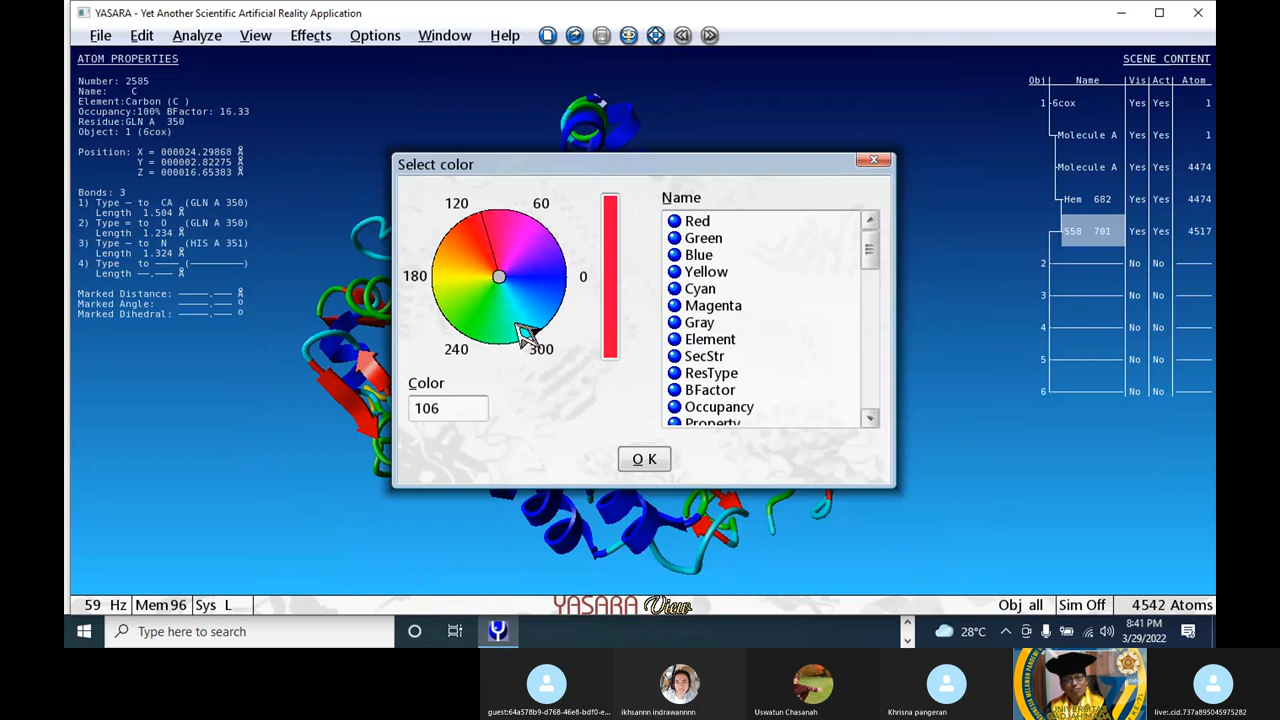 YASARA - Yet Another Scientific Artificial Reality Application
File Edit Analyze View Effects Options Window Help
ATOM PROPERTIES
Number: 2585
Name: C
Element:Carbon (C )
Occupancy:100% BFactor: 16.33
Residue:GLN A 350
Object: 1 (6cox)
Position: X = 000024.29868 Å
Y = 000002.82275 Å
Z = 000016.65383 Å
Bonds: 3
1) Type — to CA (GLN A 350)
Length 1.504 Å
2) Type = to O (GLN A 350)
Length 1.234 Å
3) Type — to N (HIS A 351)
Length 1.324 Å
4) Type to ——(————————)
Length ——.—— Å
Marked Distance: ————.—— Å
Marked Angle: ————.—— o
Marked Dihedral: ————.—— o
SCENE CONTENT
Obj Name Vis Act Atom
1 6cox Yes Yes 1
Molecule A Yes Yes 1
Molecule A Yes Yes 4474
Hem 682 Yes Yes 4474
S58 701 Yes Yes 4517
2 No No
3 No No
4 No No
5 No No
6 No No
Select color
120 60
180 0
240 300
Color
106
Name
Red
Green
Blue
Yellow
Cyan
Magenta
Gray
Element
SecStr
ResType
BFactor
Occupancy
Property
O K
59 Hz Mem96 Sys L
YASARA View
Obj all Sim Off 4542 Atoms
Type here to search
28°C
8:41 PM
3/29/2022
guest:64a578b9-d768-46e8-bdf0-e...
ikhsannn indrawannnn
Uswatun Chasanah
Khrisna pangeran
live:.cid.737a895045975282